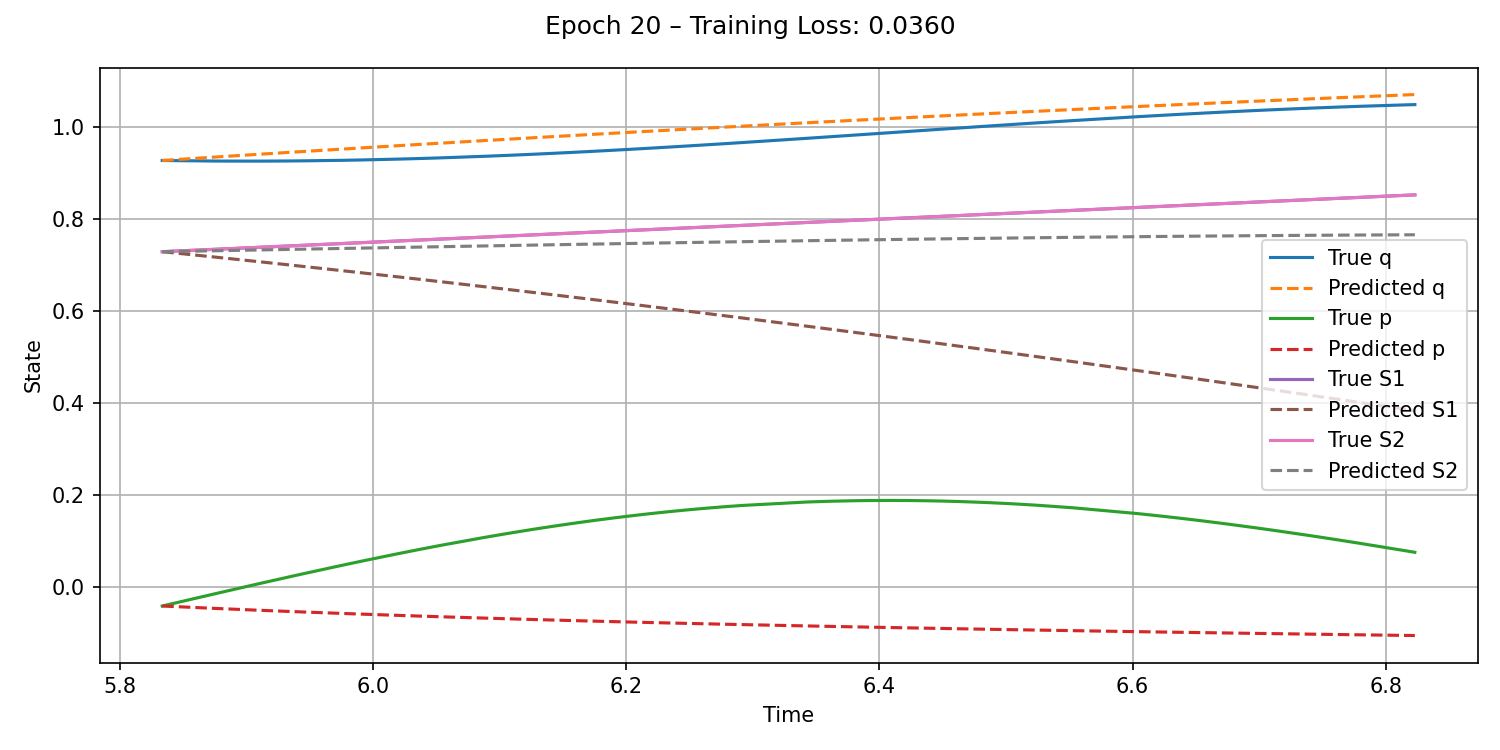 Epoch 20 – Training Loss: 0.0360
1.0
0.8
0.6
0.4
0.2
0.0
State
True q
Predicted q
True p
Predicted p
True S1
Predicted S1
True S2
Predicted S2
5.8 6.0 6.2 6.4 6.6 6.8
Time